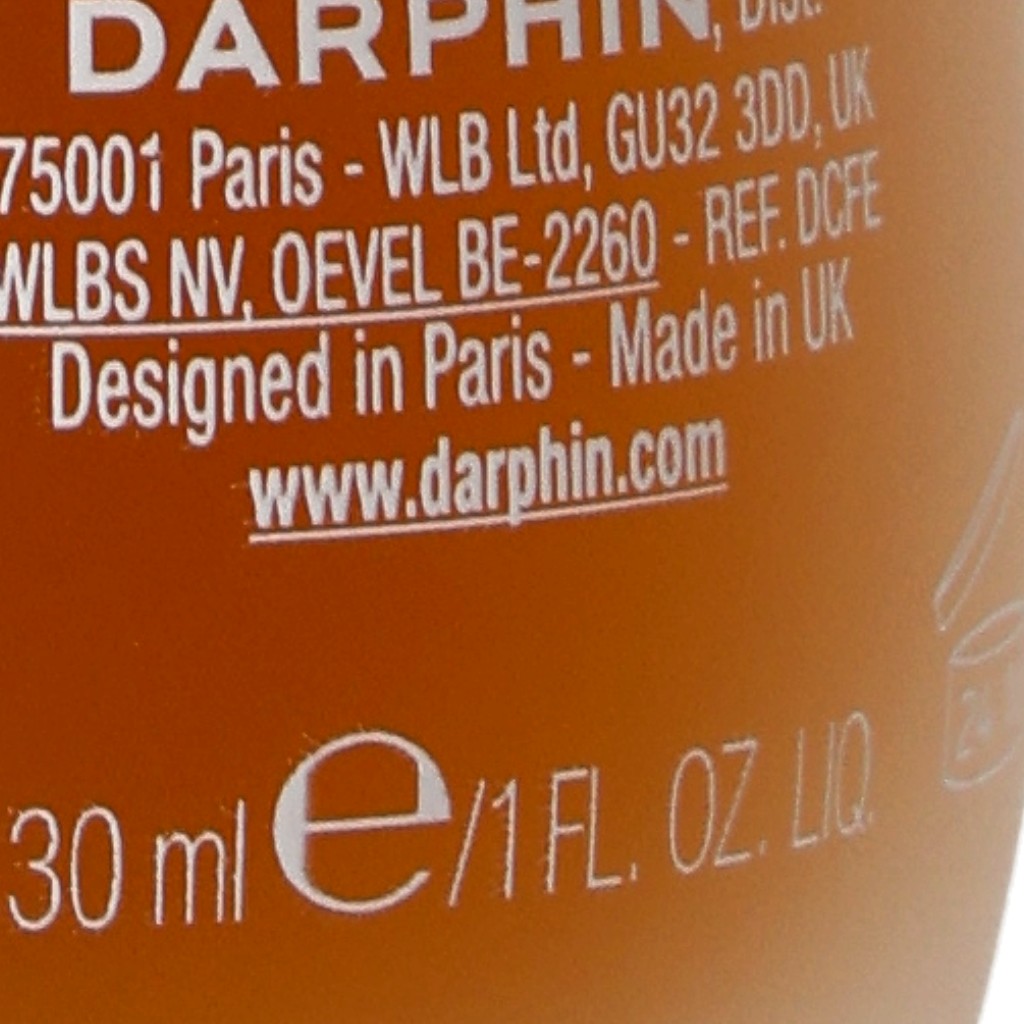 DARPHIN, Dist.
75001 Paris - WLB Ltd, GU32 3DD, UK
WLBS NV, OEVEL BE-2260 - REF. DCFE
Designed in Paris - Made in UK
www.darphin.com
30 ml e/1 FL. OZ. LIQ.